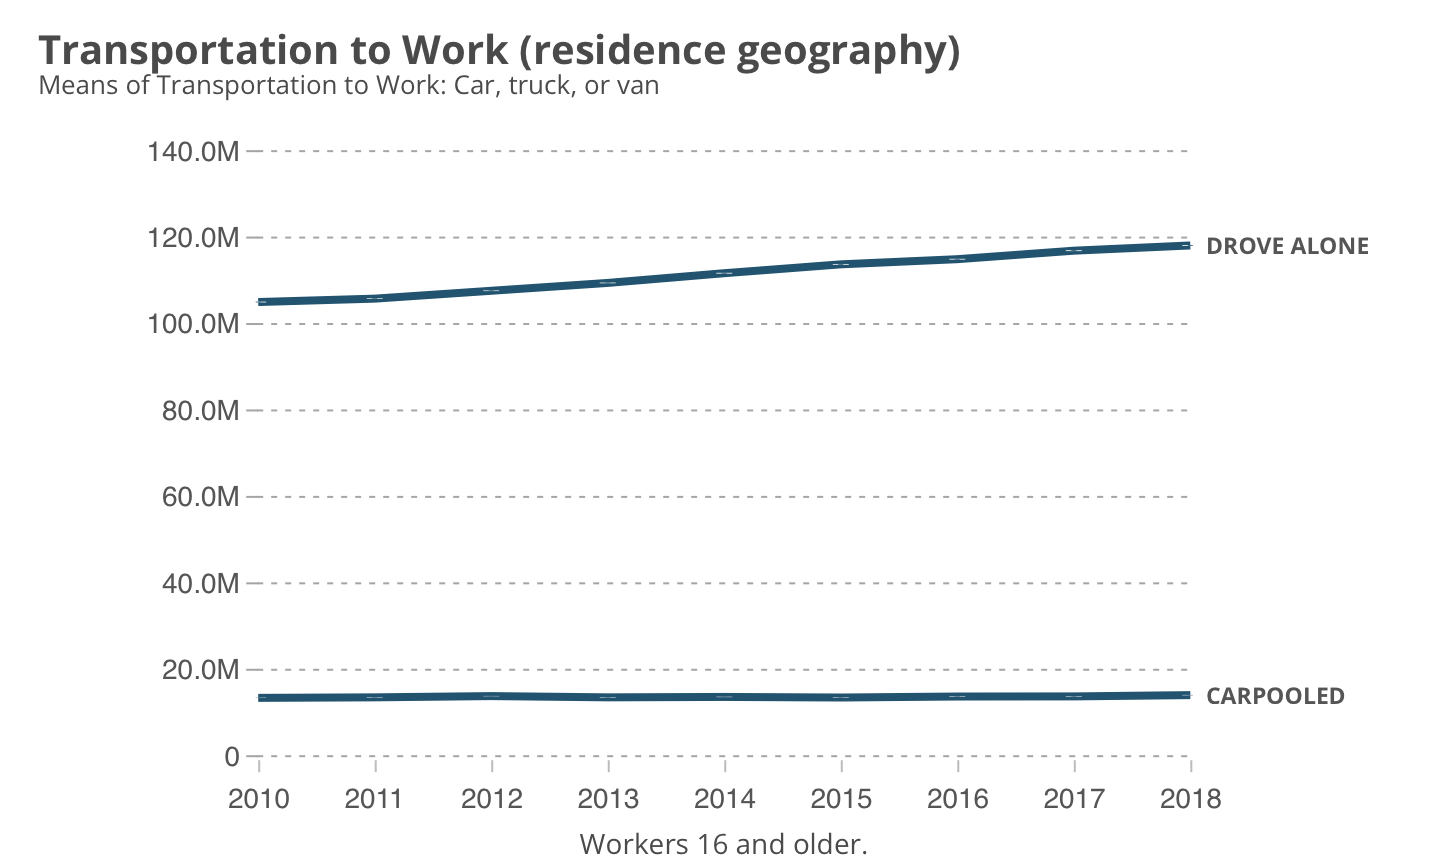 Transportation to Work (residence geography)
Means of Transportation to Work: Car, truck, or van
140.0M
120.0M
DROVE ALONE
100.0M
80.0M
60.0M
40.0M
20.0M
CARPOOLED
0
2010 2011 2012 2013 2014 2015 2016 2017 2018
Workers 16 and older.